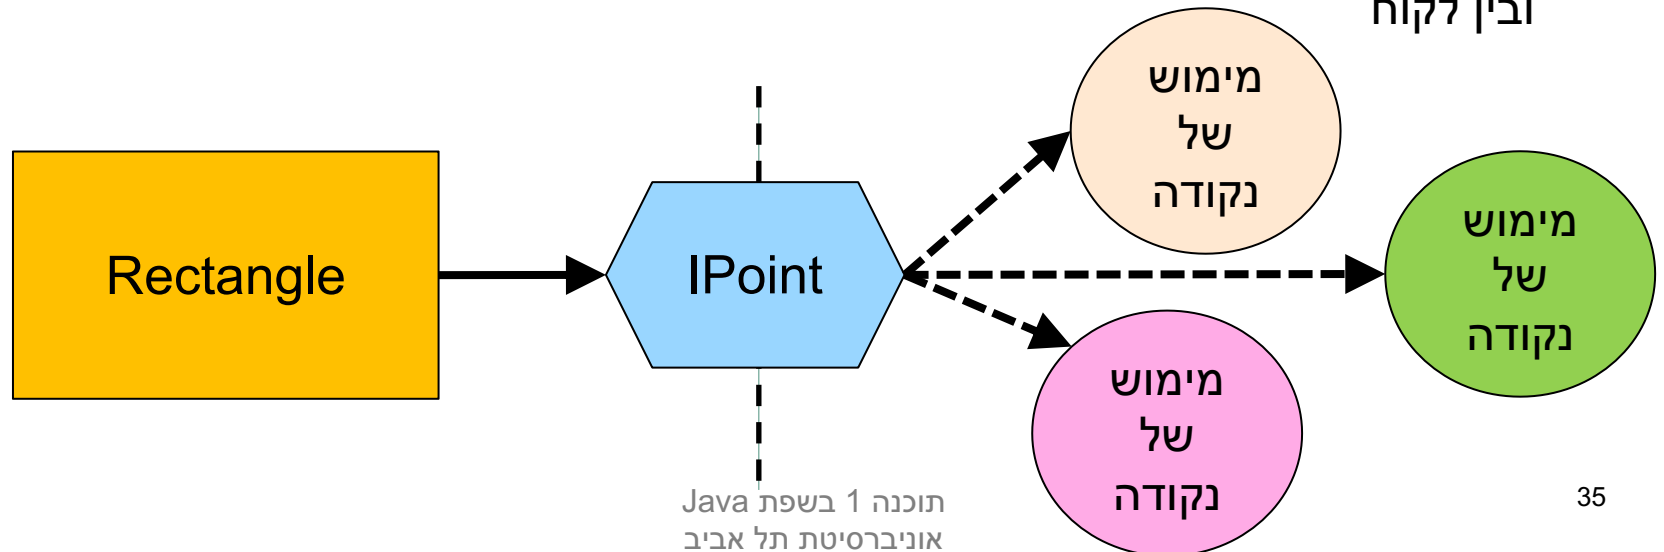 ובין לקוח
Rectangle
IPoint
מימוש
של
נקודה
מימוש
של
נקודה
מימוש
של
נקודה
תוכנה 1 בשפת Java
אוניברסיטת תל אביב
35